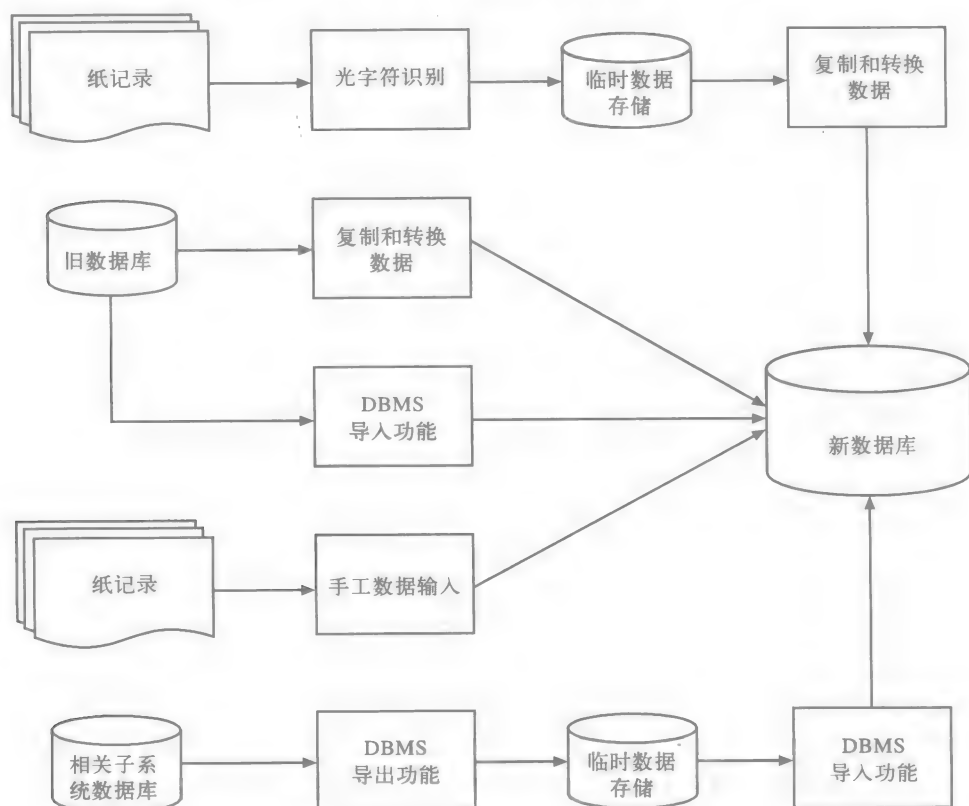 纸记录
光字符识别
临时数据
存储
复制和转换
数据
旧数据库
复制和转换
数据
DBMS
导入功能
新数据库
纸记录
手工数据输入
相关子系
统数据库
DBMS
导出功能
临时数据
存储
DBMS
导入功能